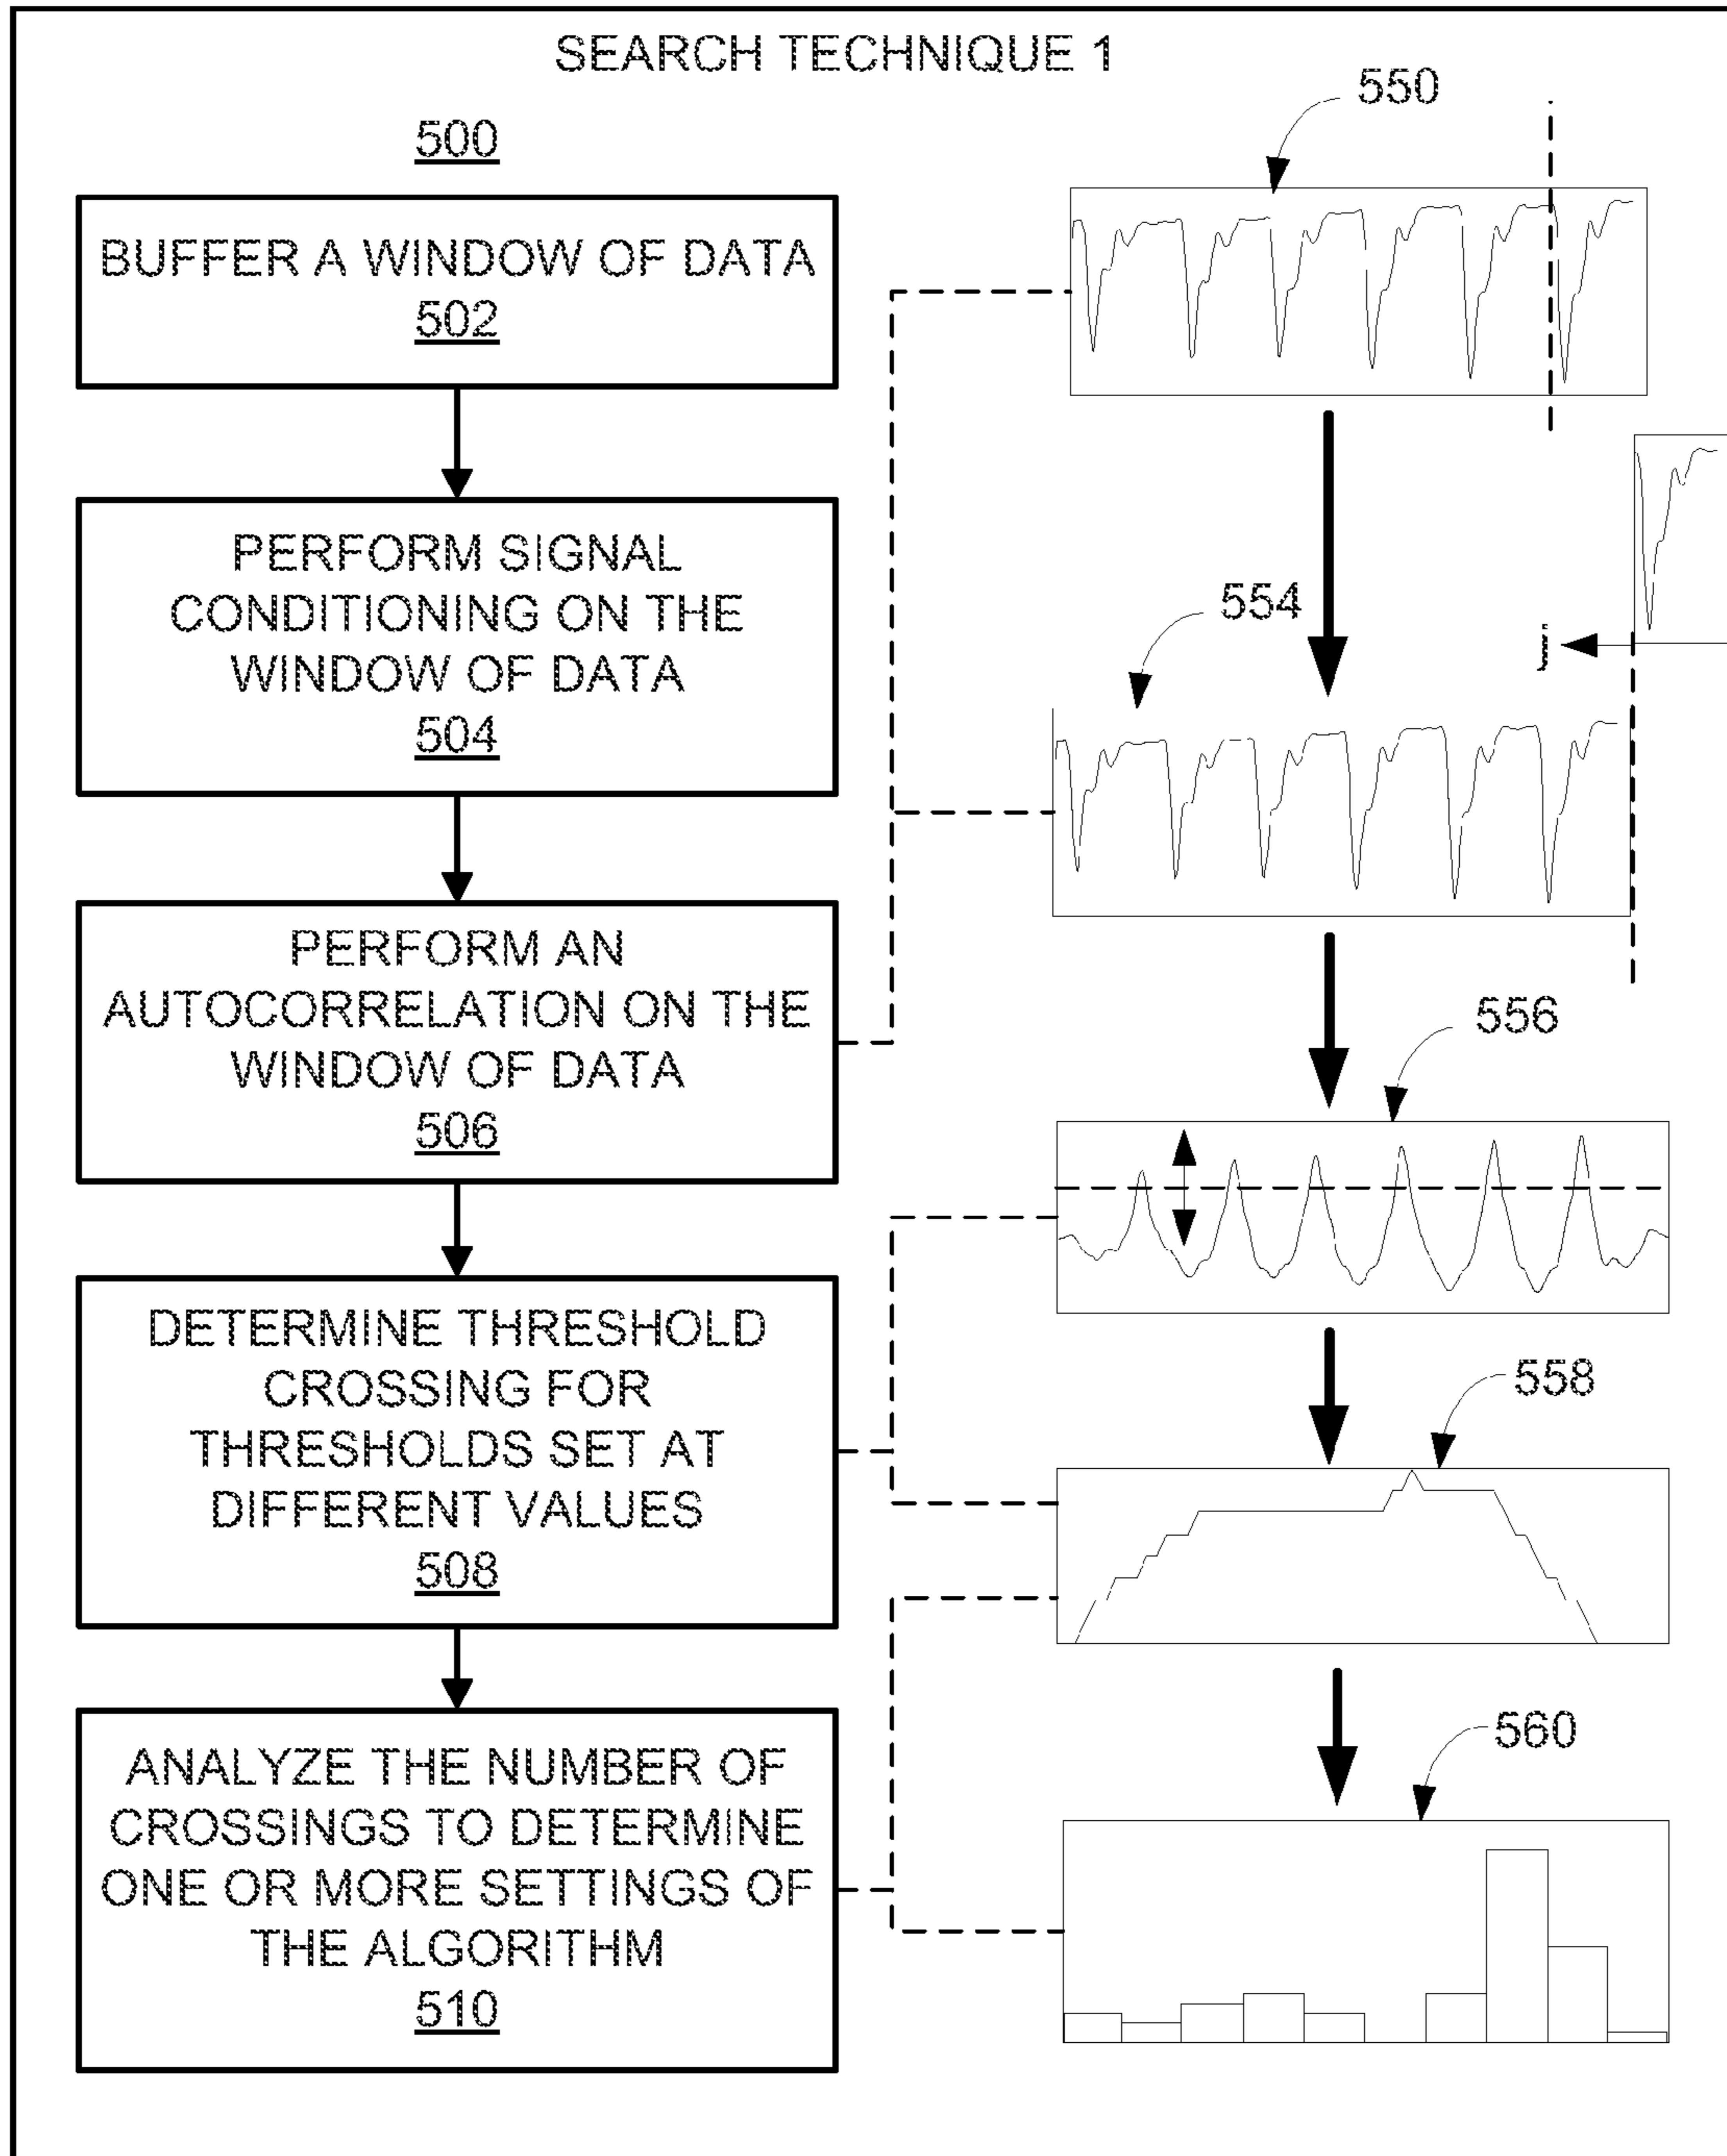 SEARCH TECHNIQUE 1
500
BUFFER A WINDOW OF DATA
502
PERFORM SIGNAL
CONDITIONING ON THE
WINDOW OF DATA
504
PERFORM AN
AUTOCORRELATION ON THE
WINDOW OF DATA
506
DETERMINE THRESHOLD
CROSSING FOR
THRESHOLDS SET AT
DIFFERENT VALUES
508
ANALYZE THE NUMBER OF
CROSSINGS TO DETERMINE
ONE OR MORE SETTINGS OF
THE ALGORITHM
510
550
554
j
556
558
560